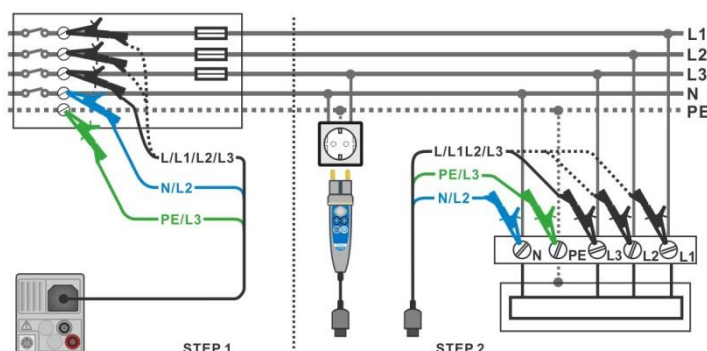 L1
L2
L3
N
PE
L/L1/L2/L3
N/L2
PE/L3
L/L1L2/L3
PE/L3
N/L2
N PE L3 L2 L1
STEP 1
STEP 2